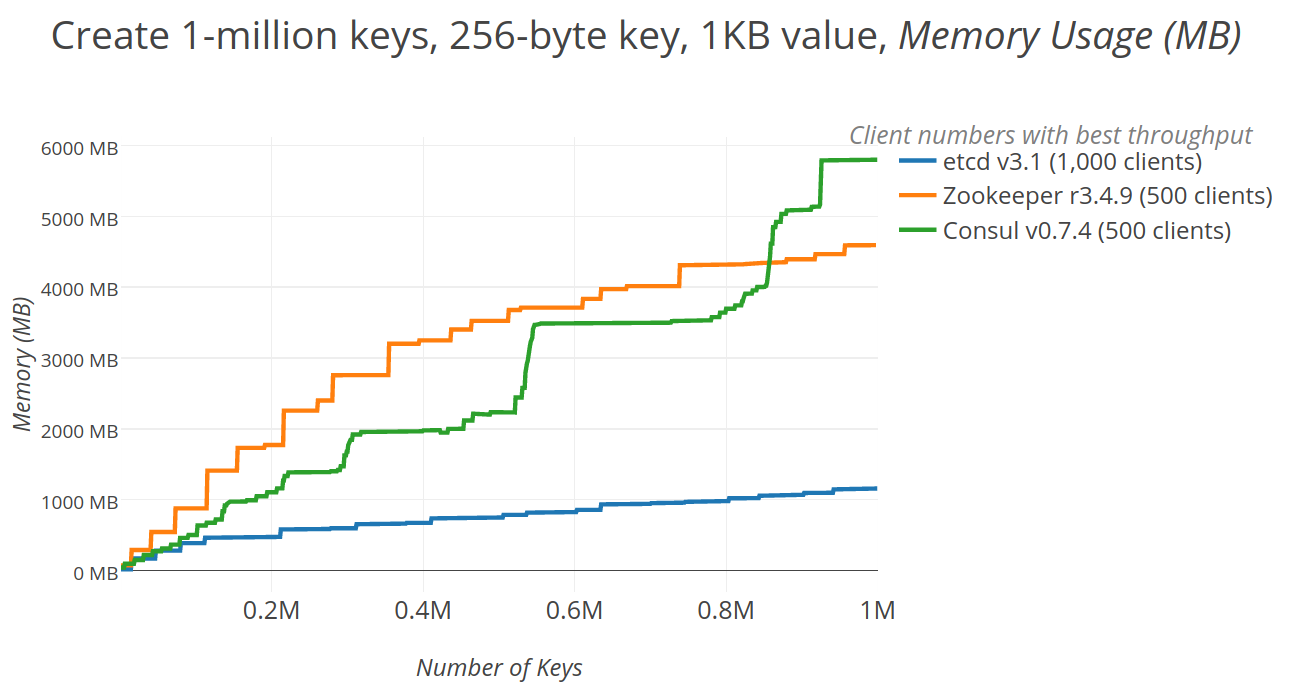 Create 1-million keys, 256-byte key, 1KB value, Memory Usage (MB)
Client numbers with best throughput
etcd v3.1 (1,000 clients)
Zookeeper r3.4.9 (500 clients)
Consul v0.7.4 (500 clients)
6000 MB
5000 MB
4000 MB
3000 MB
2000 MB
1000 MB
0 MB
Memory (MB)
0.2M 0.4M 0.6M 0.8M 1M
Number of Keys